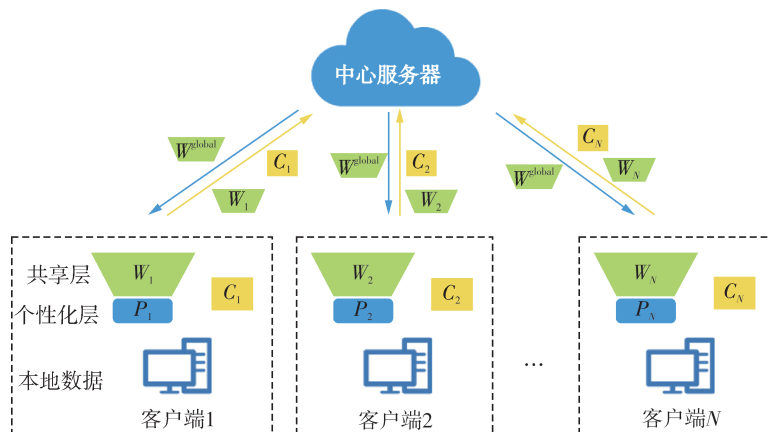 中心服务器
W^global C_1 W_1
W^global C_2 W_2
W^global C_N W_N
共享层 W_1 C_1 W_2 C_2 W_N C_N
个性化层 P_1 P_2 P_N
...
本地数据
客户端1 客户端2 客户端N